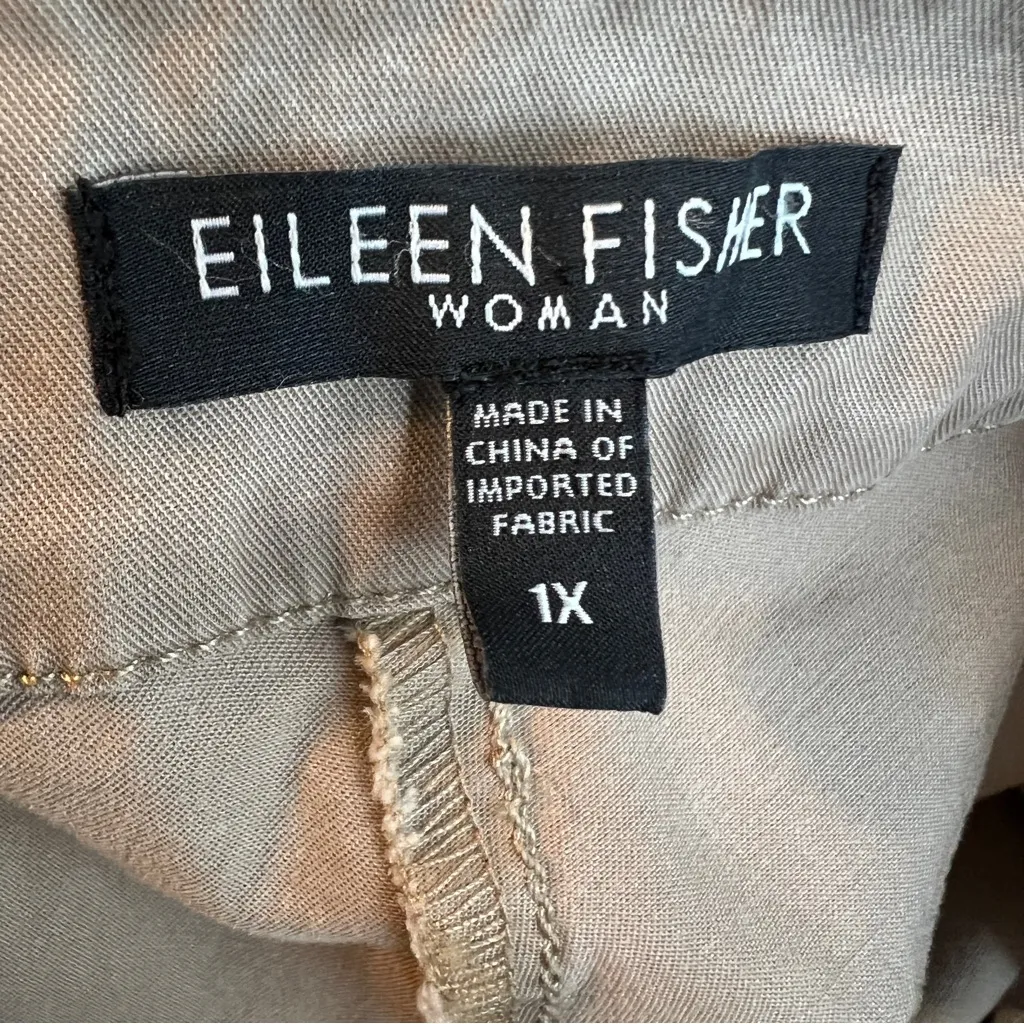 EILEEN FISHER
WOMAN
MADE IN
CHINA OF
IMPORTED
FABRIC
1X